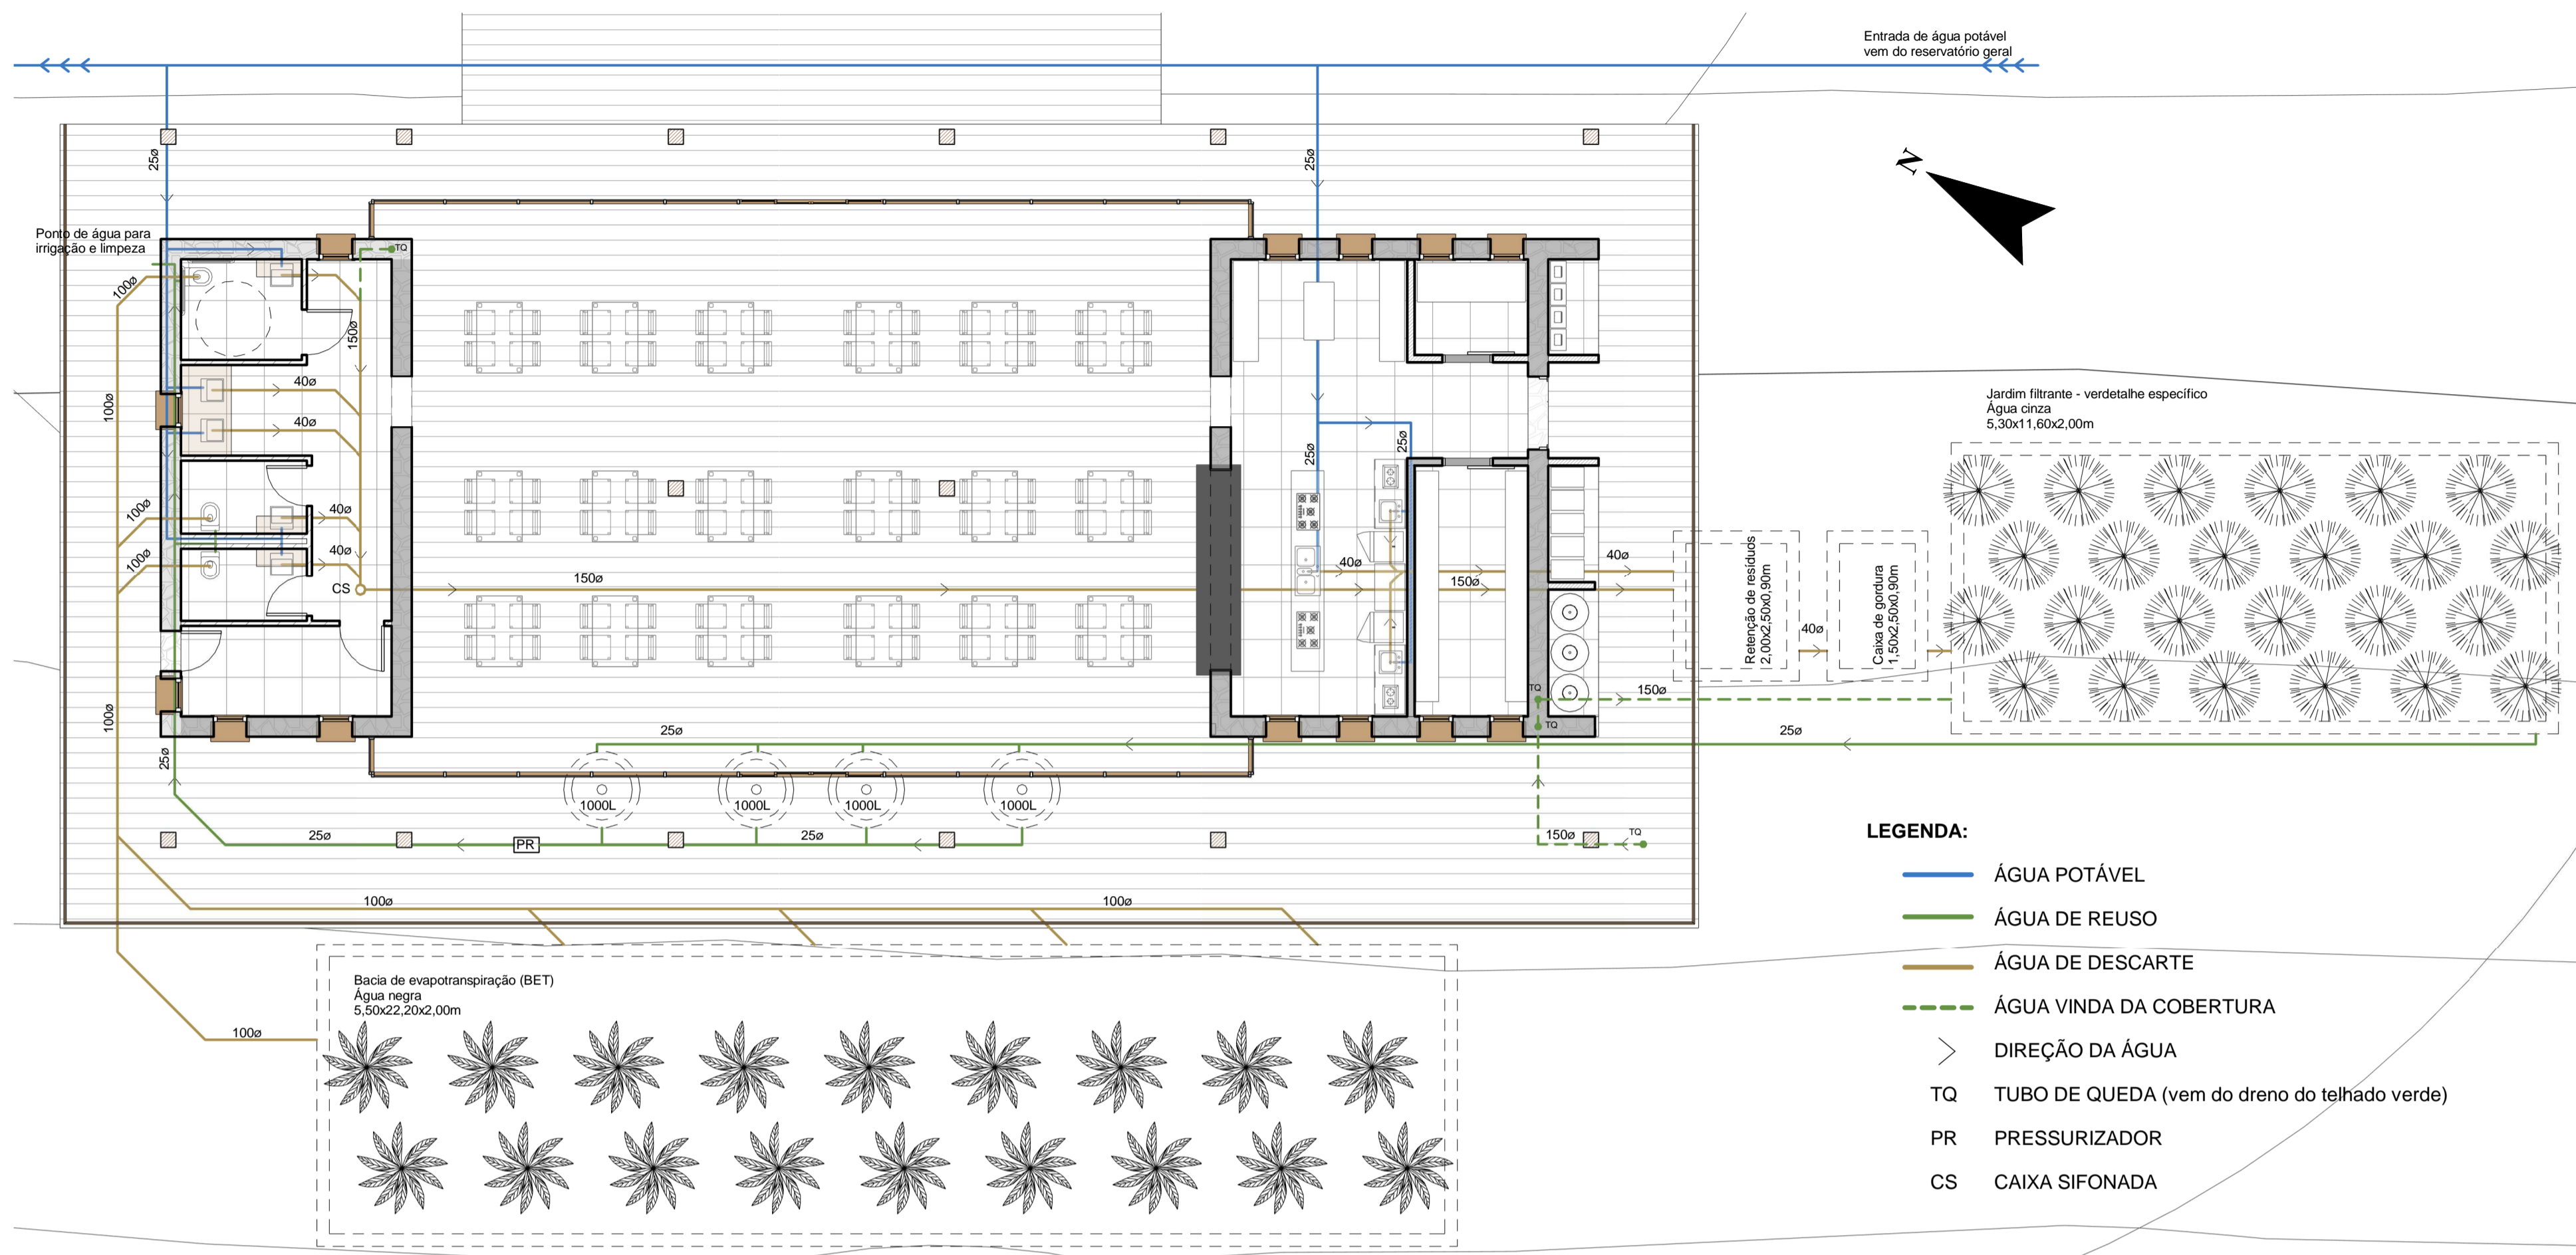 Entrada de água potável
vem do reservatório geral
N
25ø
25ø
Ponto de água para
irrigação e limpeza
TQ
100ø
150ø
40ø
100ø
40ø
25ø
25ø
Jardim filtrante - verdetalhe específico
Água cinza
5,30x11,60x2,00m
100ø
40ø
40ø
100ø
CS
150ø
40ø
150ø
40ø
Retenção de resíduos
2,00x2,50x0,90m
40ø
Caixa de gordura
1,50x2,50x0,90m
TQ
150ø
TQ
100ø
25ø
25ø
25ø
1000L
1000L
1000L
1000L
25ø
PR
25ø
150ø
TQ
100ø
100ø
Bacia de evapotranspiração (BET)
Água negra
5,50x22,20x2,00m
100ø
LEGENDA:
ÁGUA POTÁVEL
ÁGUA DE REUSO
ÁGUA DE DESCARTE
ÁGUA VINDA DA COBERTURA
DIREÇÃO DA ÁGUA
TQ TUBO DE QUEDA (vem do dreno do telhado verde)
PR PRESSURIZADOR
CS CAIXA SIFONADA